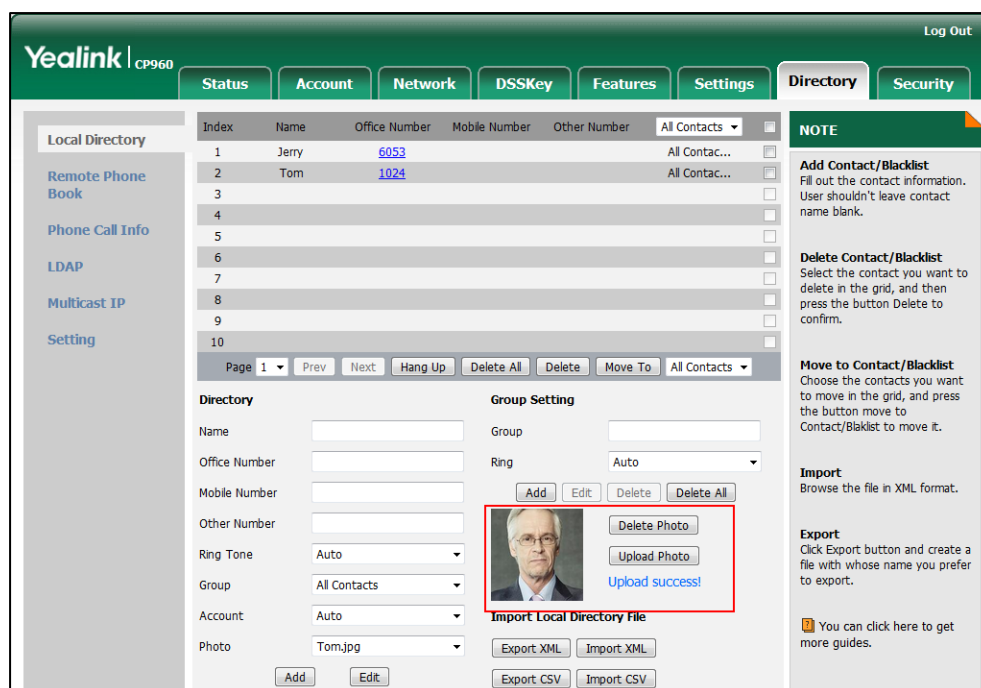 Log Out
Yealink | CP960
Status Account Network DSSKey Features Settings Directory Security
Local Directory
Remote Phone
Book
Phone Call Info
LDAP
Multicast IP
Setting
Index Name Office Number Mobile Number Other Number All Contacts
1 Jerry 6053 All Contac...
2 Tom 1024 All Contac...
3
4
5
6
7
8
9
10
Page 1 Prev Next Hang Up Delete All Delete Move To All Contacts
Directory
Name
Office Number
Mobile Number
Other Number
Ring Tone Auto
Group All Contacts
Account Auto
Photo Tom.jpg
Add Edit
Group Setting
Group
Ring Auto
Add Edit Delete Delete All
Delete Photo
Upload Photo
Upload success!
Import Local Directory File
Export XML Import XML
Export CSV Import CSV
NOTE
Add Contact/Blacklist
Fill out the contact information.
User shouldn't leave contact
name blank.
Delete Contact/Blacklist
Select the contact you want to
delete in the grid, and then
press the button Delete to
confirm.
Move to Contact/Blacklist
Choose the contacts you want
to move in the grid, and press
the button move to
Contact/Blaklist to move it.
Import
Browse the file in XML format.
Export
Click Export button and create a
file with whose name you prefer
to export.
You can click here to get
more guides.